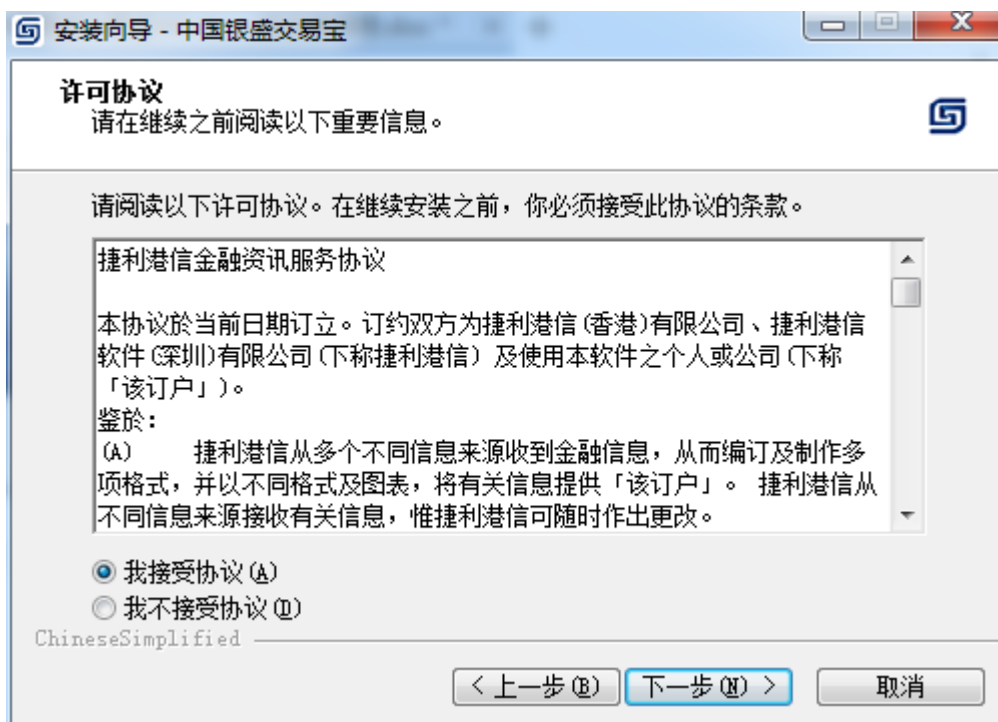 安装向导 - 中国银盛交易宝
许可协议
请在继续之前阅读以下重要信息。
请阅读以下许可协议。在继续安装之前，你必须接受此协议的条款。
捷利港信金融资讯服务协议
本协议於当前日期订立。订约双方为捷利港信(香港)有限公司、捷利港信
软件(深圳)有限公司(下称捷利港信) 及使用本软件之个人或公司(下称
「该订户」)。
鉴於：
(A) 捷利港信从多个不同信息来源收到金融信息，从而编订及制作多
项格式，并以不同格式及图表，将有关信息提供「该订户」。 捷利港信从
不同信息来源接收有关信息，惟捷利港信可随时作出更改。
我接受协议(A)
我不接受协议(D)
ChineseSimplified
< 上一步(B)
下一步(N) >
取消